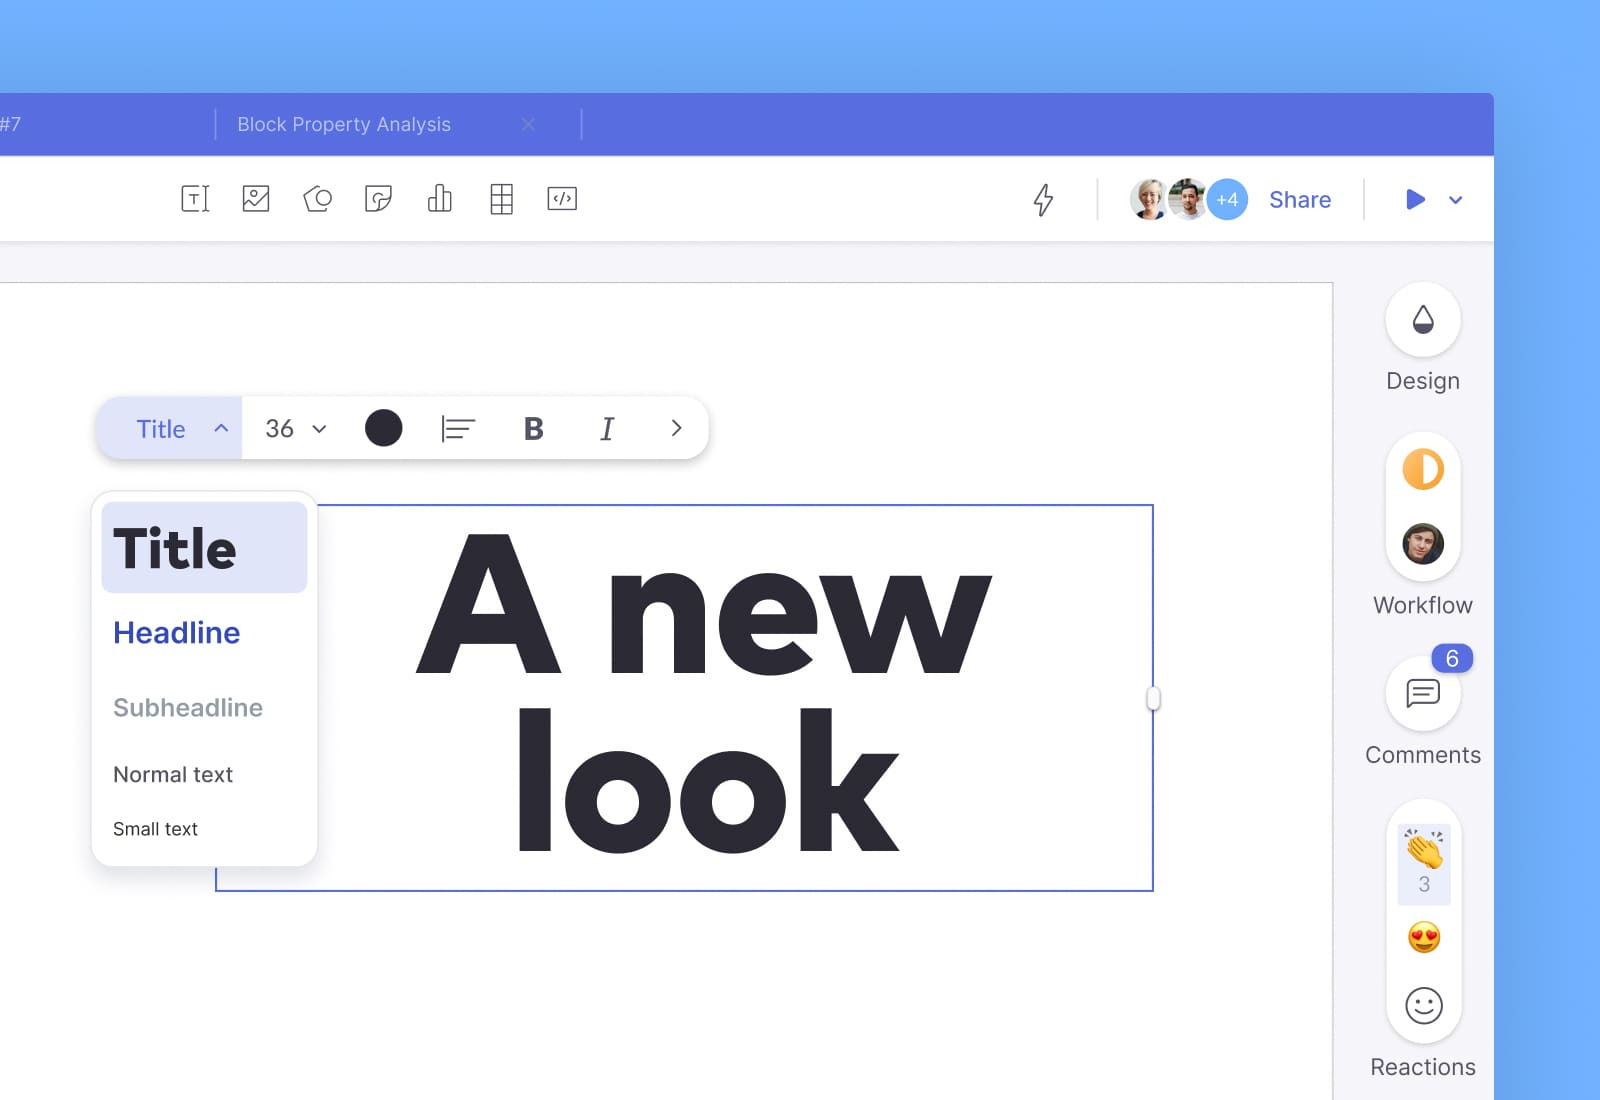 #7
Block Property Analysis
+4
Share
Design
Title
36
B
I
Title
Headline
Subheadline
Normal text
Small text
A new
look
Workflow
6
Comments
3
Reactions